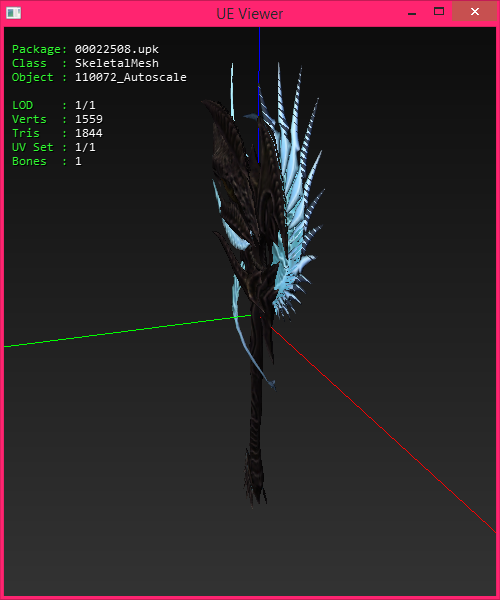 UE Viewer
Package: 00022508.upk
Class : SkeletalMesh
Object : 110072_Autoscale
LOD : 1/1
Verts : 1559
Tris : 1844
UV Set : 1/1
Bones : 1